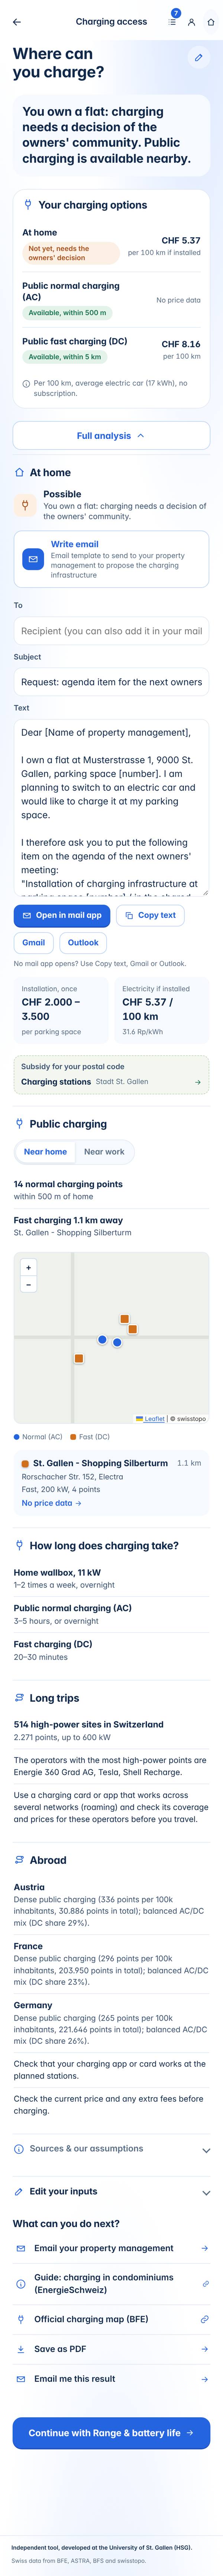 7
Charging access
Where can
you charge?
You own a flat: charging
needs a decision of the
owners' community. Public
charging is available nearby.
Your charging options
At home
Not yet, needs the
owners' decision
CHF 5.37
per 100 km if installed
Public normal charging
(AC)
Available, within 500 m
No price data
Public fast charging (DC)
Available, within 5 km
CHF 8.16
per 100 km
Per 100 km, average electric car (17 kWh), no
subscription.
Full analysis
At home
Possible
You own a flat: charging needs a decision of
the owners' community.
Write email
Email template to send to your property
management to propose the charging
infrastructure
To
Recipient (you can also add it in your mail
Subject
Request: agenda item for the next owners
Text
Dear [Name of property management],
I own a flat at Musterstrasse 1, 9000 St.
Gallen, parking space [number]. I am
planning to switch to an electric car and
would like to charge it at my parking
space.
I therefore ask you to put the following
item on the agenda of the next owners'
meeting:
"Installation of charging infrastructure at
Open in mail app
Copy text
Gmail
Outlook
No mail app opens? Use Copy text, Gmail or Outlook.
Installation, once
CHF 2.000 –
3.500
per parking space
Electricity if installed
CHF 5.37 /
100 km
31.6 Rp/kWh
Subsidy for your postal code
Charging stations Stadt St. Gallen
Public charging
Near home
Near work
14 normal charging points
within 500 m of home
Fast charging 1.1 km away
St. Gallen - Shopping Silberturm
+
−
Leaflet | © swisstopo
Normal (AC)
Fast (DC)
St. Gallen - Shopping Silberturm 1.1 km
Rorschacher Str. 152, Electra
Fast, 200 kW, 4 points
No price data →
How long does charging take?
Home wallbox, 11 kW
1–2 times a week, overnight
Public normal charging (AC)
3–5 hours, or overnight
Fast charging (DC)
20–30 minutes
Long trips
514 high-power sites in Switzerland
2.271 points, up to 600 kW
The operators with the most high-power points are
Energie 360 Grad AG, Tesla, Shell Recharge.
Use a charging card or app that works across
several networks (roaming) and check its coverage
and prices for these operators before you travel.
Abroad
Austria
Dense public charging (336 points per 100k
inhabitants, 30.886 points in total); balanced AC/DC
mix (DC share 29%).
France
Dense public charging (296 points per 100k
inhabitants, 203.950 points in total); balanced AC/DC
mix (DC share 23%).
Germany
Dense public charging (265 points per 100k
inhabitants, 221.646 points in total); balanced AC/DC
mix (DC share 26%).
Check that your charging app or card works at the
planned stations.
Check the current price and any extra fees before
charging.
Sources & our assumptions
Edit your inputs
What can you do next?
Email your property management
Guide: charging in condominiums
(EnergieSchweiz)
Official charging map (BFE)
Save as PDF
Email me this result
Continue with Range & battery life →
Independent tool, developed at the University of St. Gallen (HSG).
Swiss data from BFE, ASTRA, BFS and swisstopo.